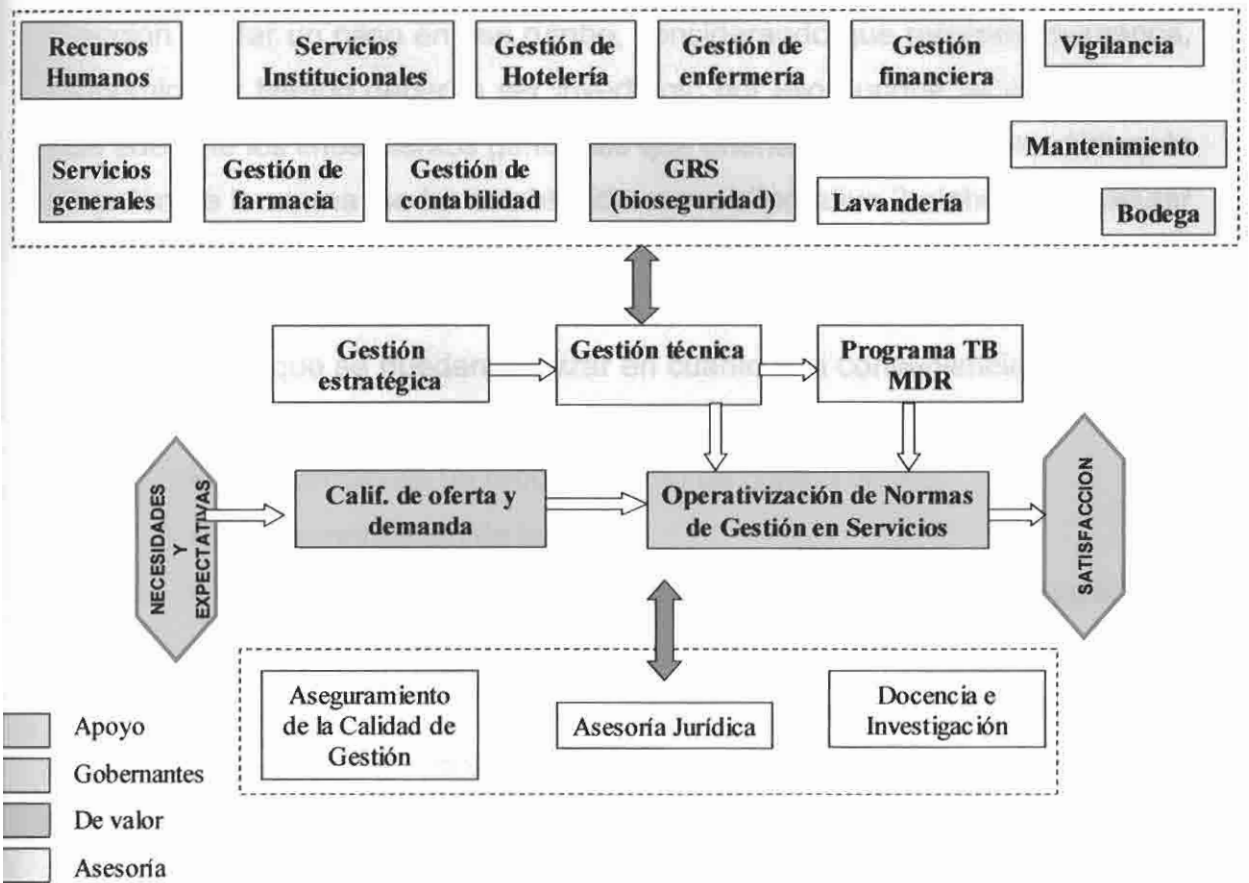 Recursos
Humanos
Servicios
Institucionales
Gestión de
Hotelería
Gestión de
enfermería
Gestión
financiera
Vigilancia
Servicios
generales
Gestión de
farmacia
Gestión de
contabilidad
GRS
(bioseguridad)
Lavandería
Mantenimiento
Bodega
Gestión
estratégica
Gestión técnica
Programa TB
MDR
NECESIDADES
Y
EXPECTATIVAS
Calif. de oferta y
demanda
Operativización de Normas
de Gestión en Servicios
SATISFACCION
Aseguramiento
de la Calidad de
Gestión
Asesoría Jurídica
Docencia e
Investigación
Apoyo
Gobernantes
De valor
Asesoría